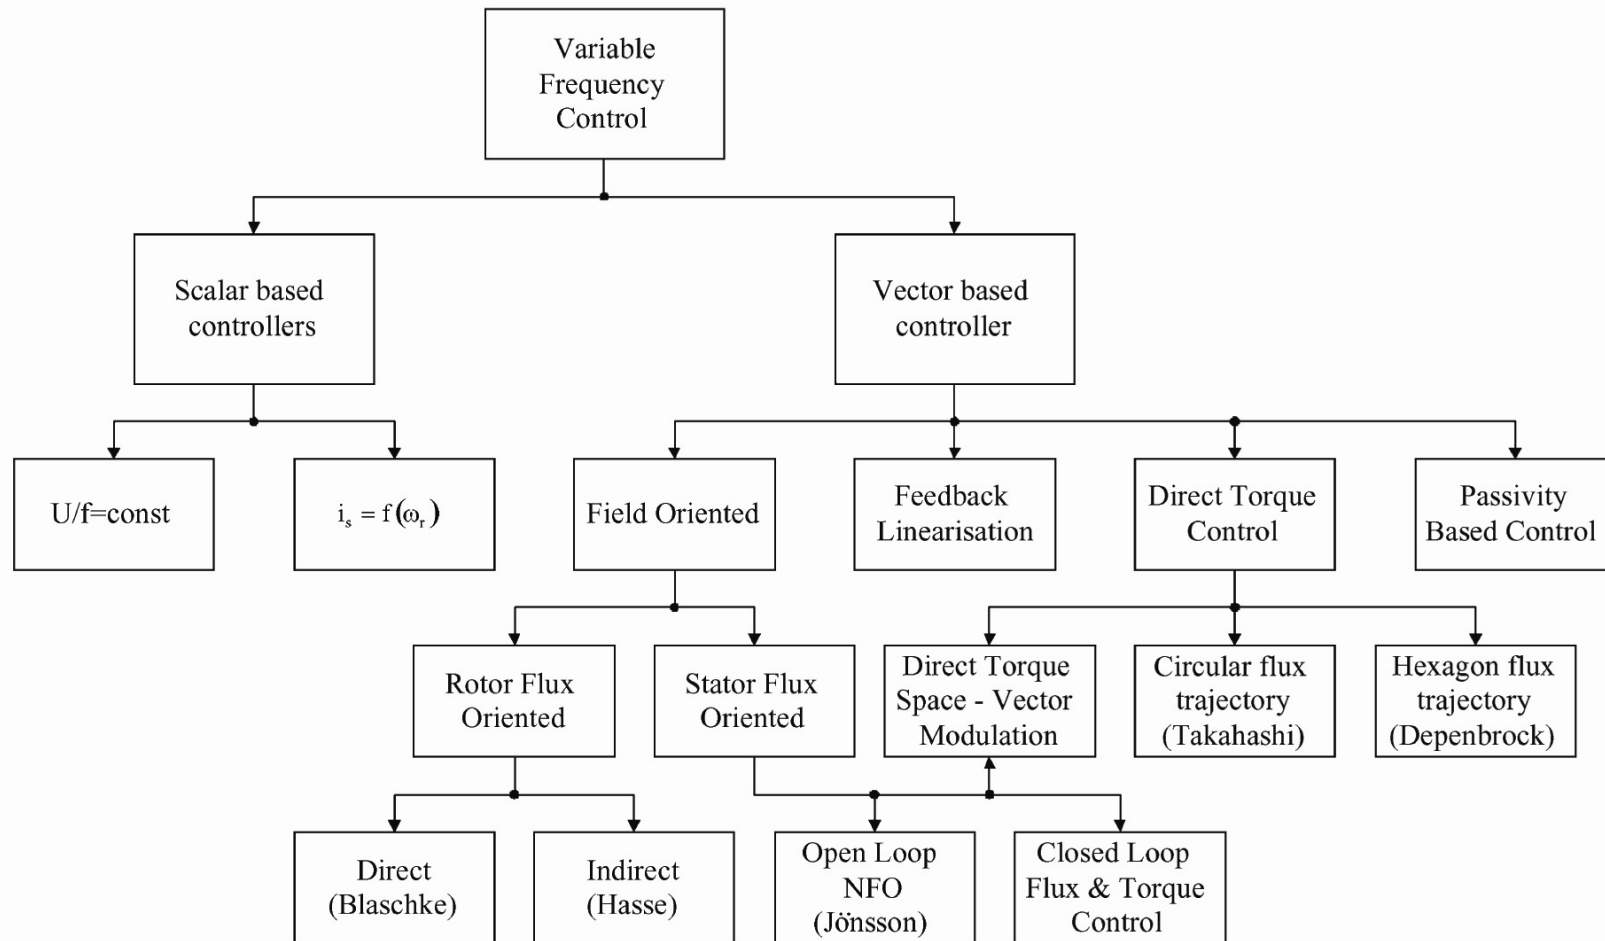 Variable
Frequency
Control
Scalar based
controllers
Vector based
controller
U/f=const
iₛ = f(ωᵣ)
Field Oriented
Feedback
Linearisation
Direct Torque
Control
Passivity
Based Control
Rotor Flux
Oriented
Stator Flux
Oriented
Direct Torque
Space - Vector
Modulation
Circular flux
trajectory
(Takahashi)
Hexagon flux
trajectory
(Depenbrock)
Direct
(Blaschke)
Indirect
(Hasse)
Open Loop
NFO
(Jönsson)
Closed Loop
Flux & Torque
Control